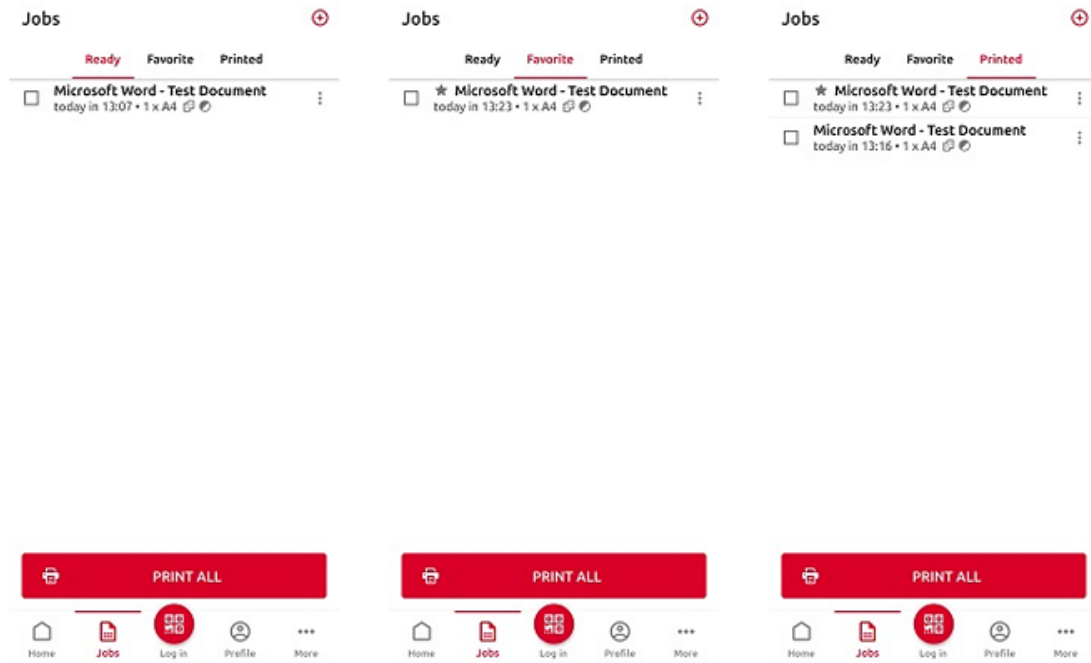 Jobs
Ready Favorite Printed
Microsoft Word - Test Document
today in 13:07 • 1 x A4
PRINT ALL
Home Jobs Log in Profile More
Jobs
Ready Favorite Printed
★ Microsoft Word - Test Document
today in 13:23 • 1 x A4
PRINT ALL
Home Jobs Log in Profile More
Jobs
Ready Favorite Printed
★ Microsoft Word - Test Document
today in 13:23 • 1 x A4
Microsoft Word - Test Document
today in 13:16 • 1 x A4
PRINT ALL
Home Jobs Log in Profile More